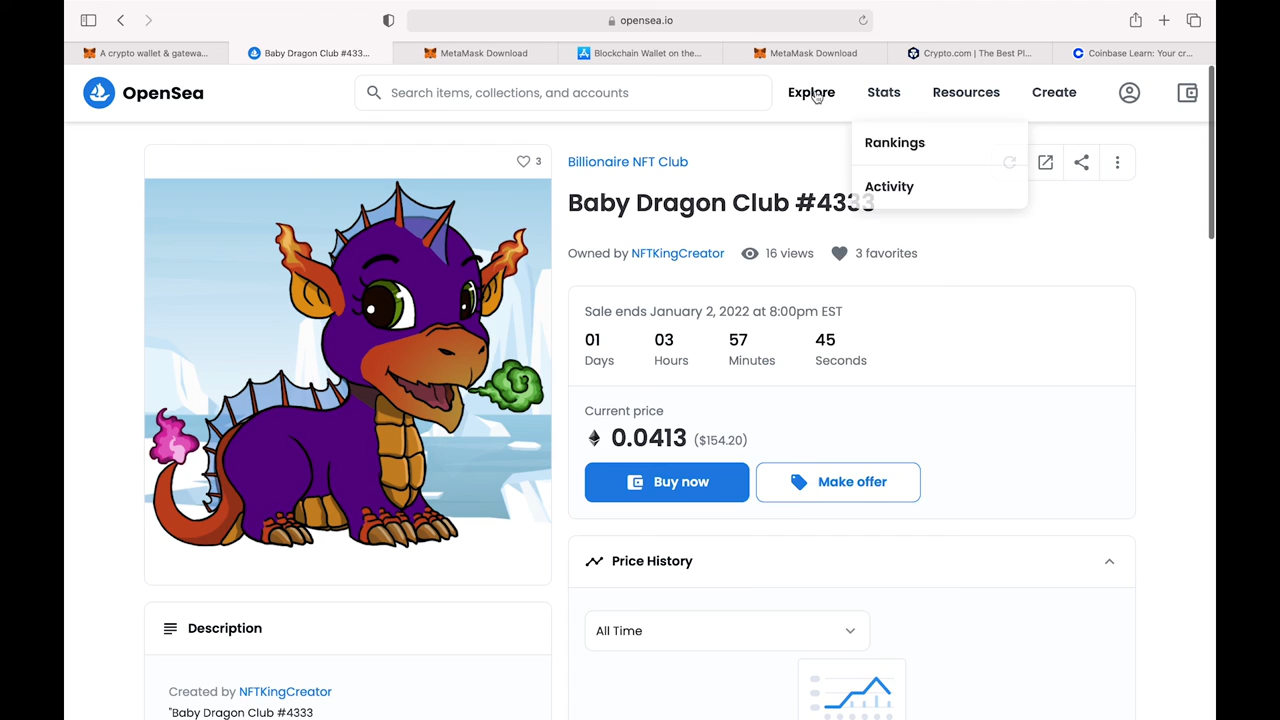 opensea.io
A crypto wallet & gatewa...
Baby Dragon Club #433...
MetaMask Download
Blockchain Wallet on the...
MetaMask Download
Crypto.com | The Best Pl...
Coinbase Learn: Your cr...
OpenSea
Search items, collections, and accounts
Explore
Stats
Resources
Create
Rankings
Activity
3
Billionaire NFT Club
Baby Dragon Club #4333
Owned by NFTKingCreator
16 views
3 favorites
Sale ends January 2, 2022 at 8:00pm EST
01 03 57 45
Days Hours Minutes Seconds
Current price
0.0413 ($154.20)
Buy now
Make offer
Price History
All Time
Description
Created by NFTKingCreator
"Baby Dragon Club #4333